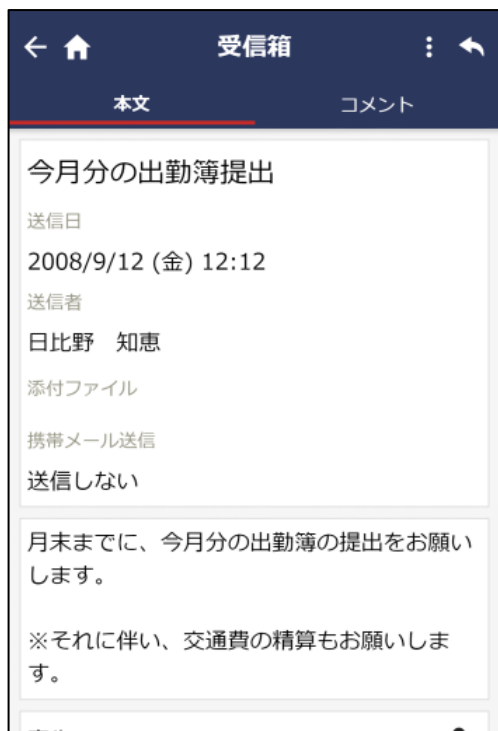 受信箱
本文 コメント
今月分の出勤簿提出
送信日
2008/9/12 (金) 12:12
送信者
日比野　知恵
添付ファイル
携帯メール送信
送信しない
月末までに、今月分の出勤簿の提出をお願い
します。
※それに伴い、交通費の精算もお願いしま
す。